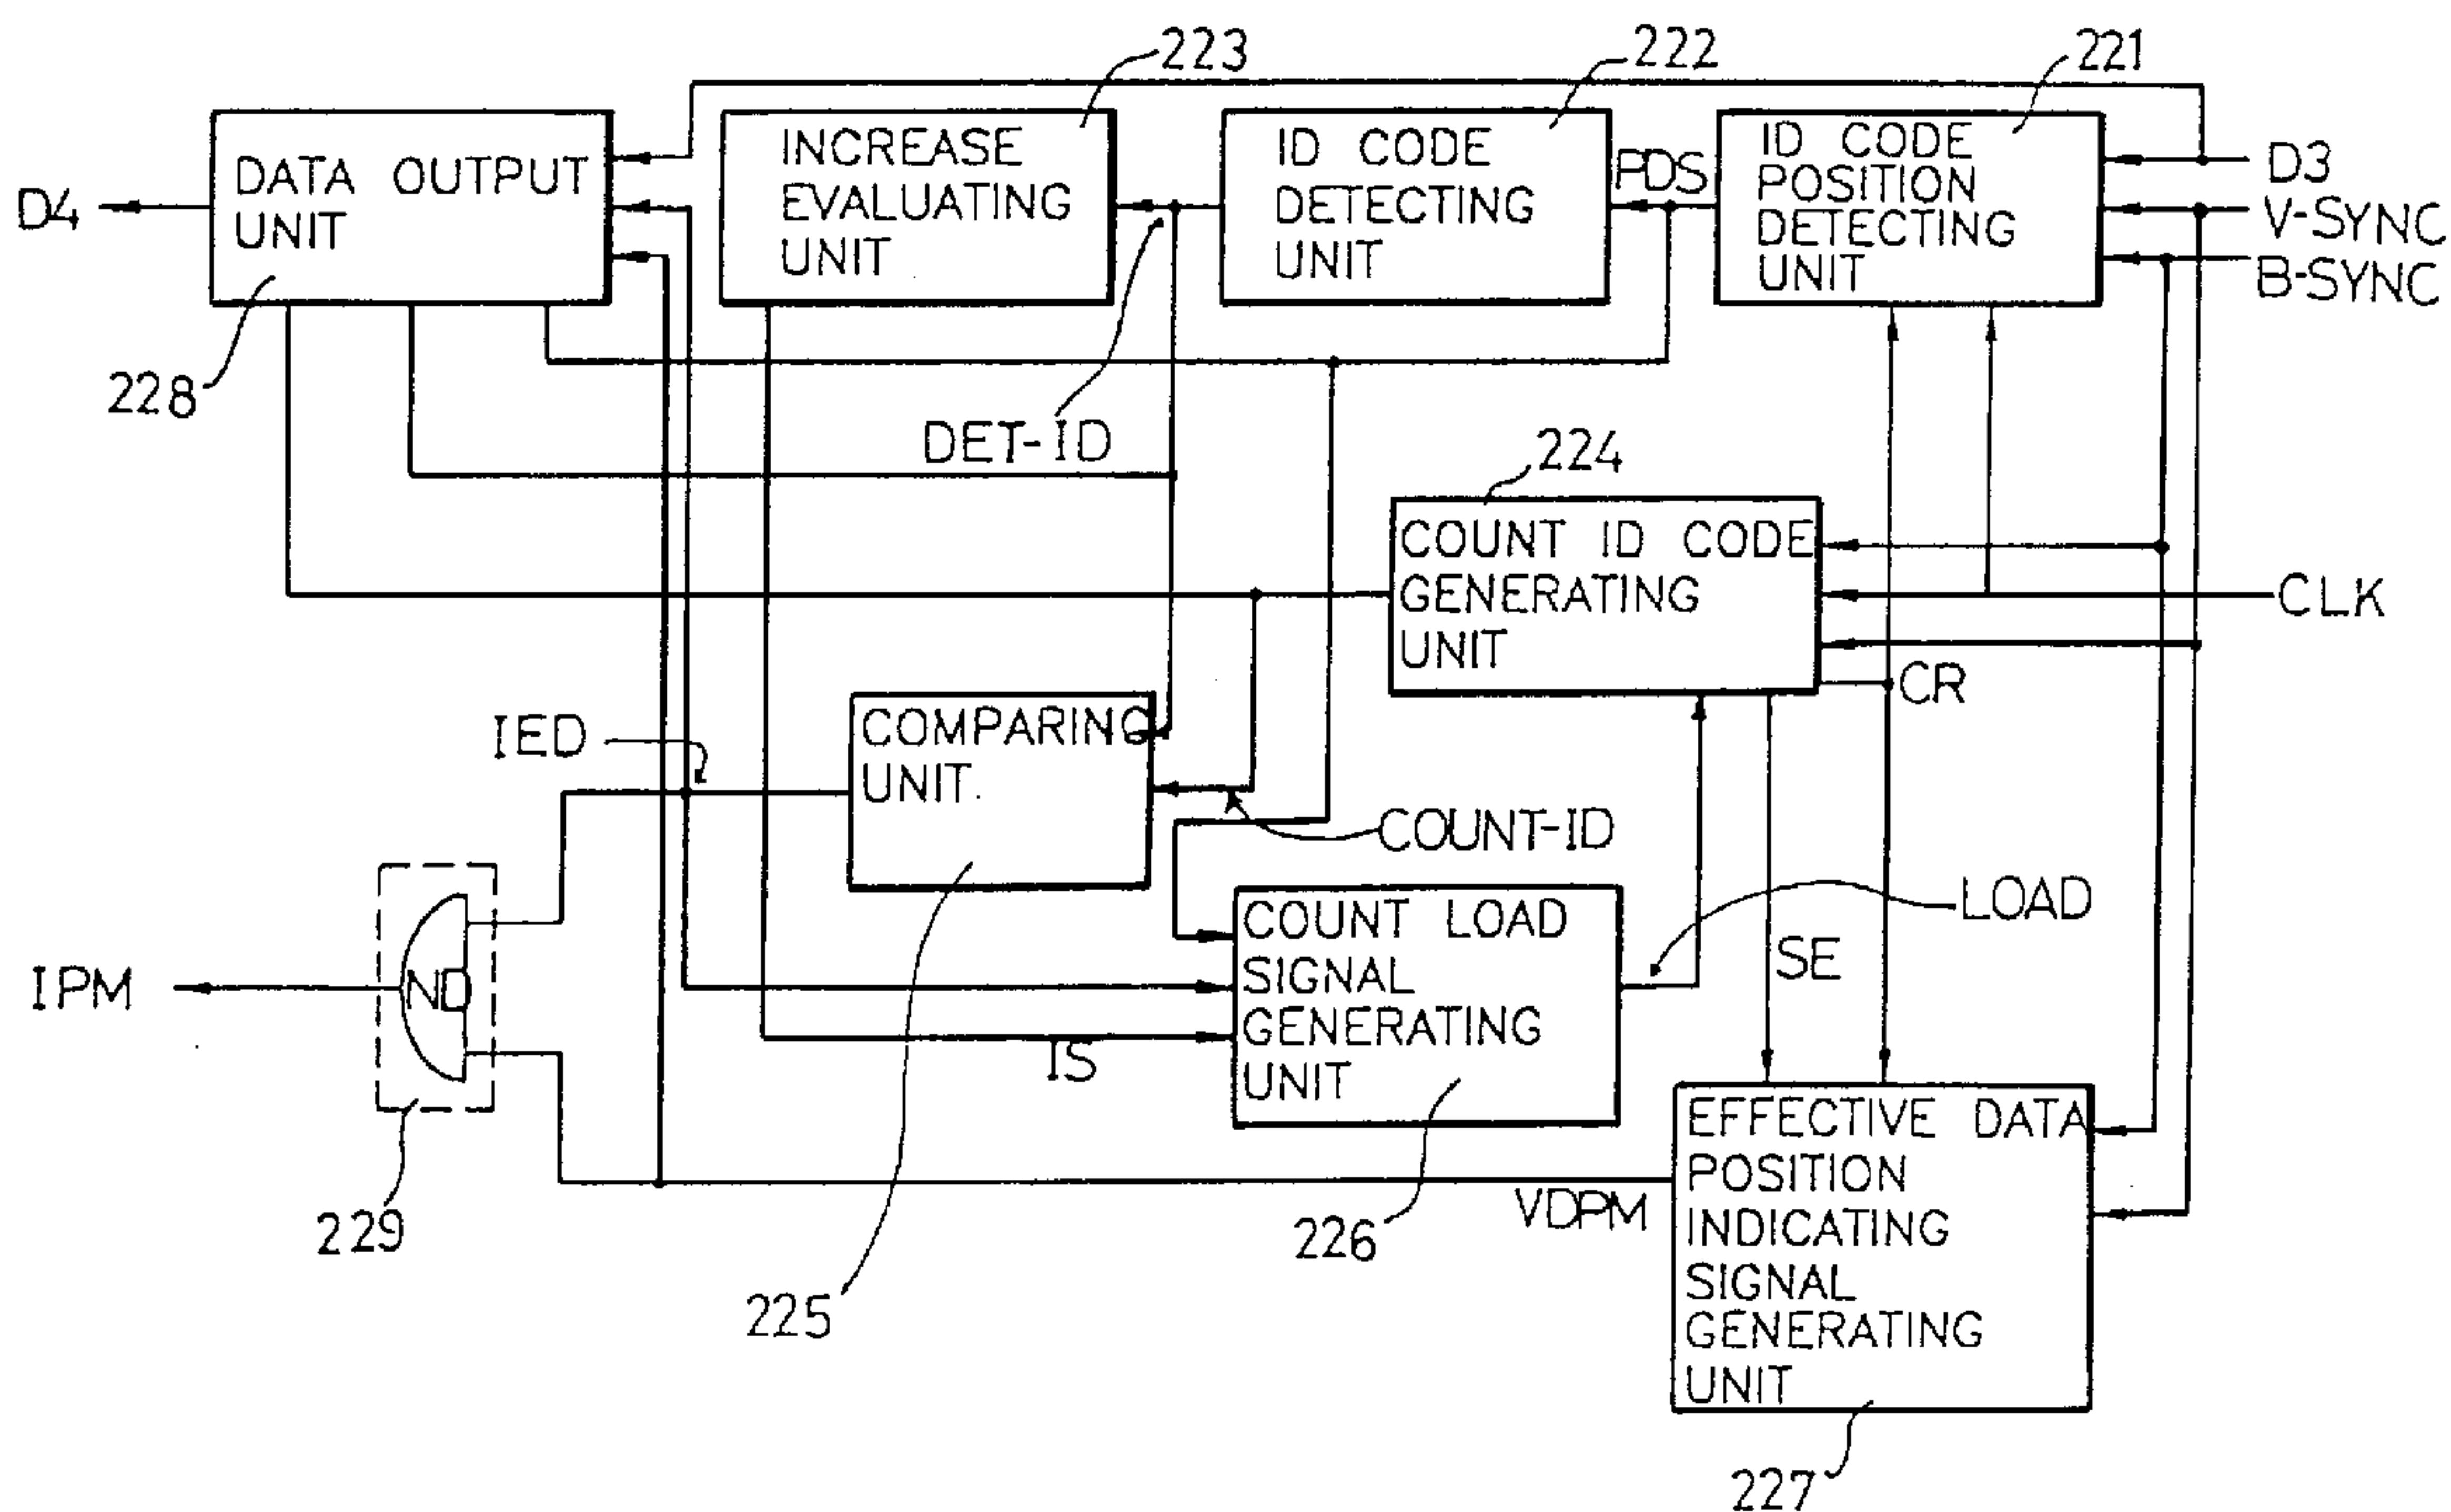 223
222
221
DATA OUTPUT
UNIT
INCREASE
EVALUATING
UNIT
ID CODE
DETECTING
UNIT
PDS
ID CODE
POSITION
DETECTING
UNIT
D3
V-SYNC
B-SYNC
D4
228
DET-ID
224
COUNT ID CODE
GENERATING
UNIT
CLK
CR
IED
COMPARING
UNIT
COUNT-ID
LOAD
COUNT LOAD
SIGNAL
GENERATING
UNIT
SE
IPM
IS
229
225
226
VDPM
EFFECTIVE DATA
POSITION
INDICATING
SIGNAL
GENERATING
UNIT
227